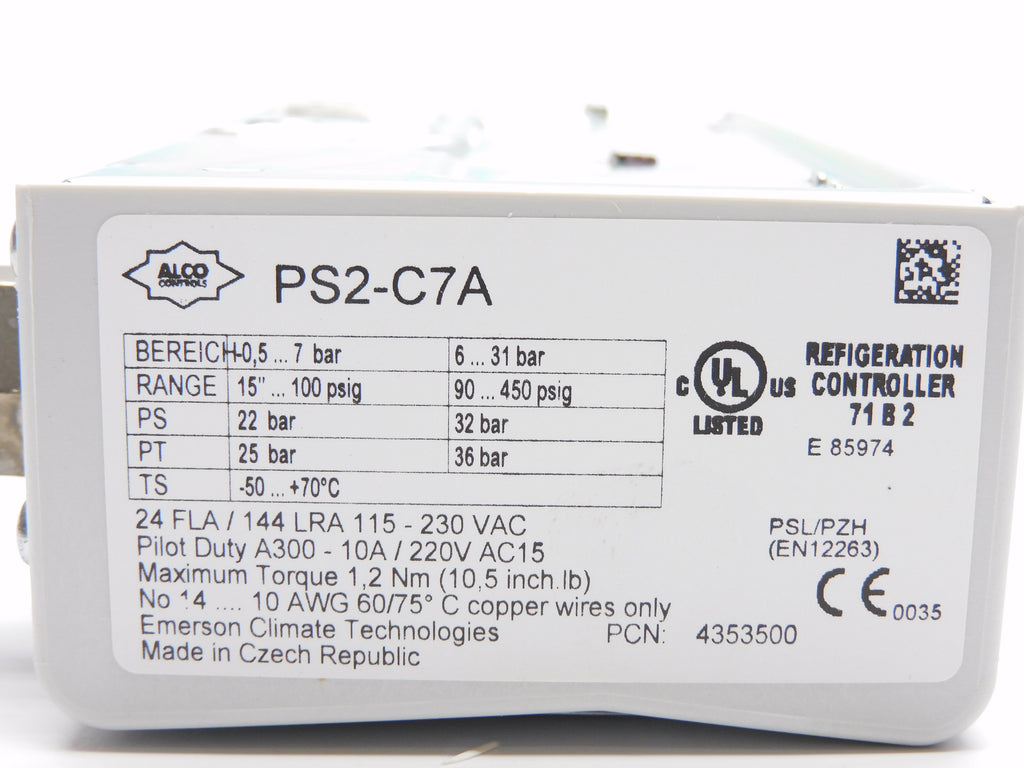 ALCO
CONTROLS
PS2-C7A
BEREICH -0,5 ... 7 bar 6 ... 31 bar
RANGE 15" ... 100 psig 90 ... 450 psig
PS 22 bar 32 bar
PT 25 bar 36 bar
TS -50 ... +70°C
C UL US
LISTED
REFIGERATION
CONTROLLER
71 B 2
E 85974
24 FLA / 144 LRA 115 - 230 VAC
Pilot Duty A300 - 10A / 220V AC15
Maximum Torque 1,2 Nm (10,5 inch.lb)
No 14 .... 10 AWG 60/75° C copper wires only
Emerson Climate Technologies PCN: 4353500
Made in Czech Republic
PSL/PZH
(EN12263)
CE 0035